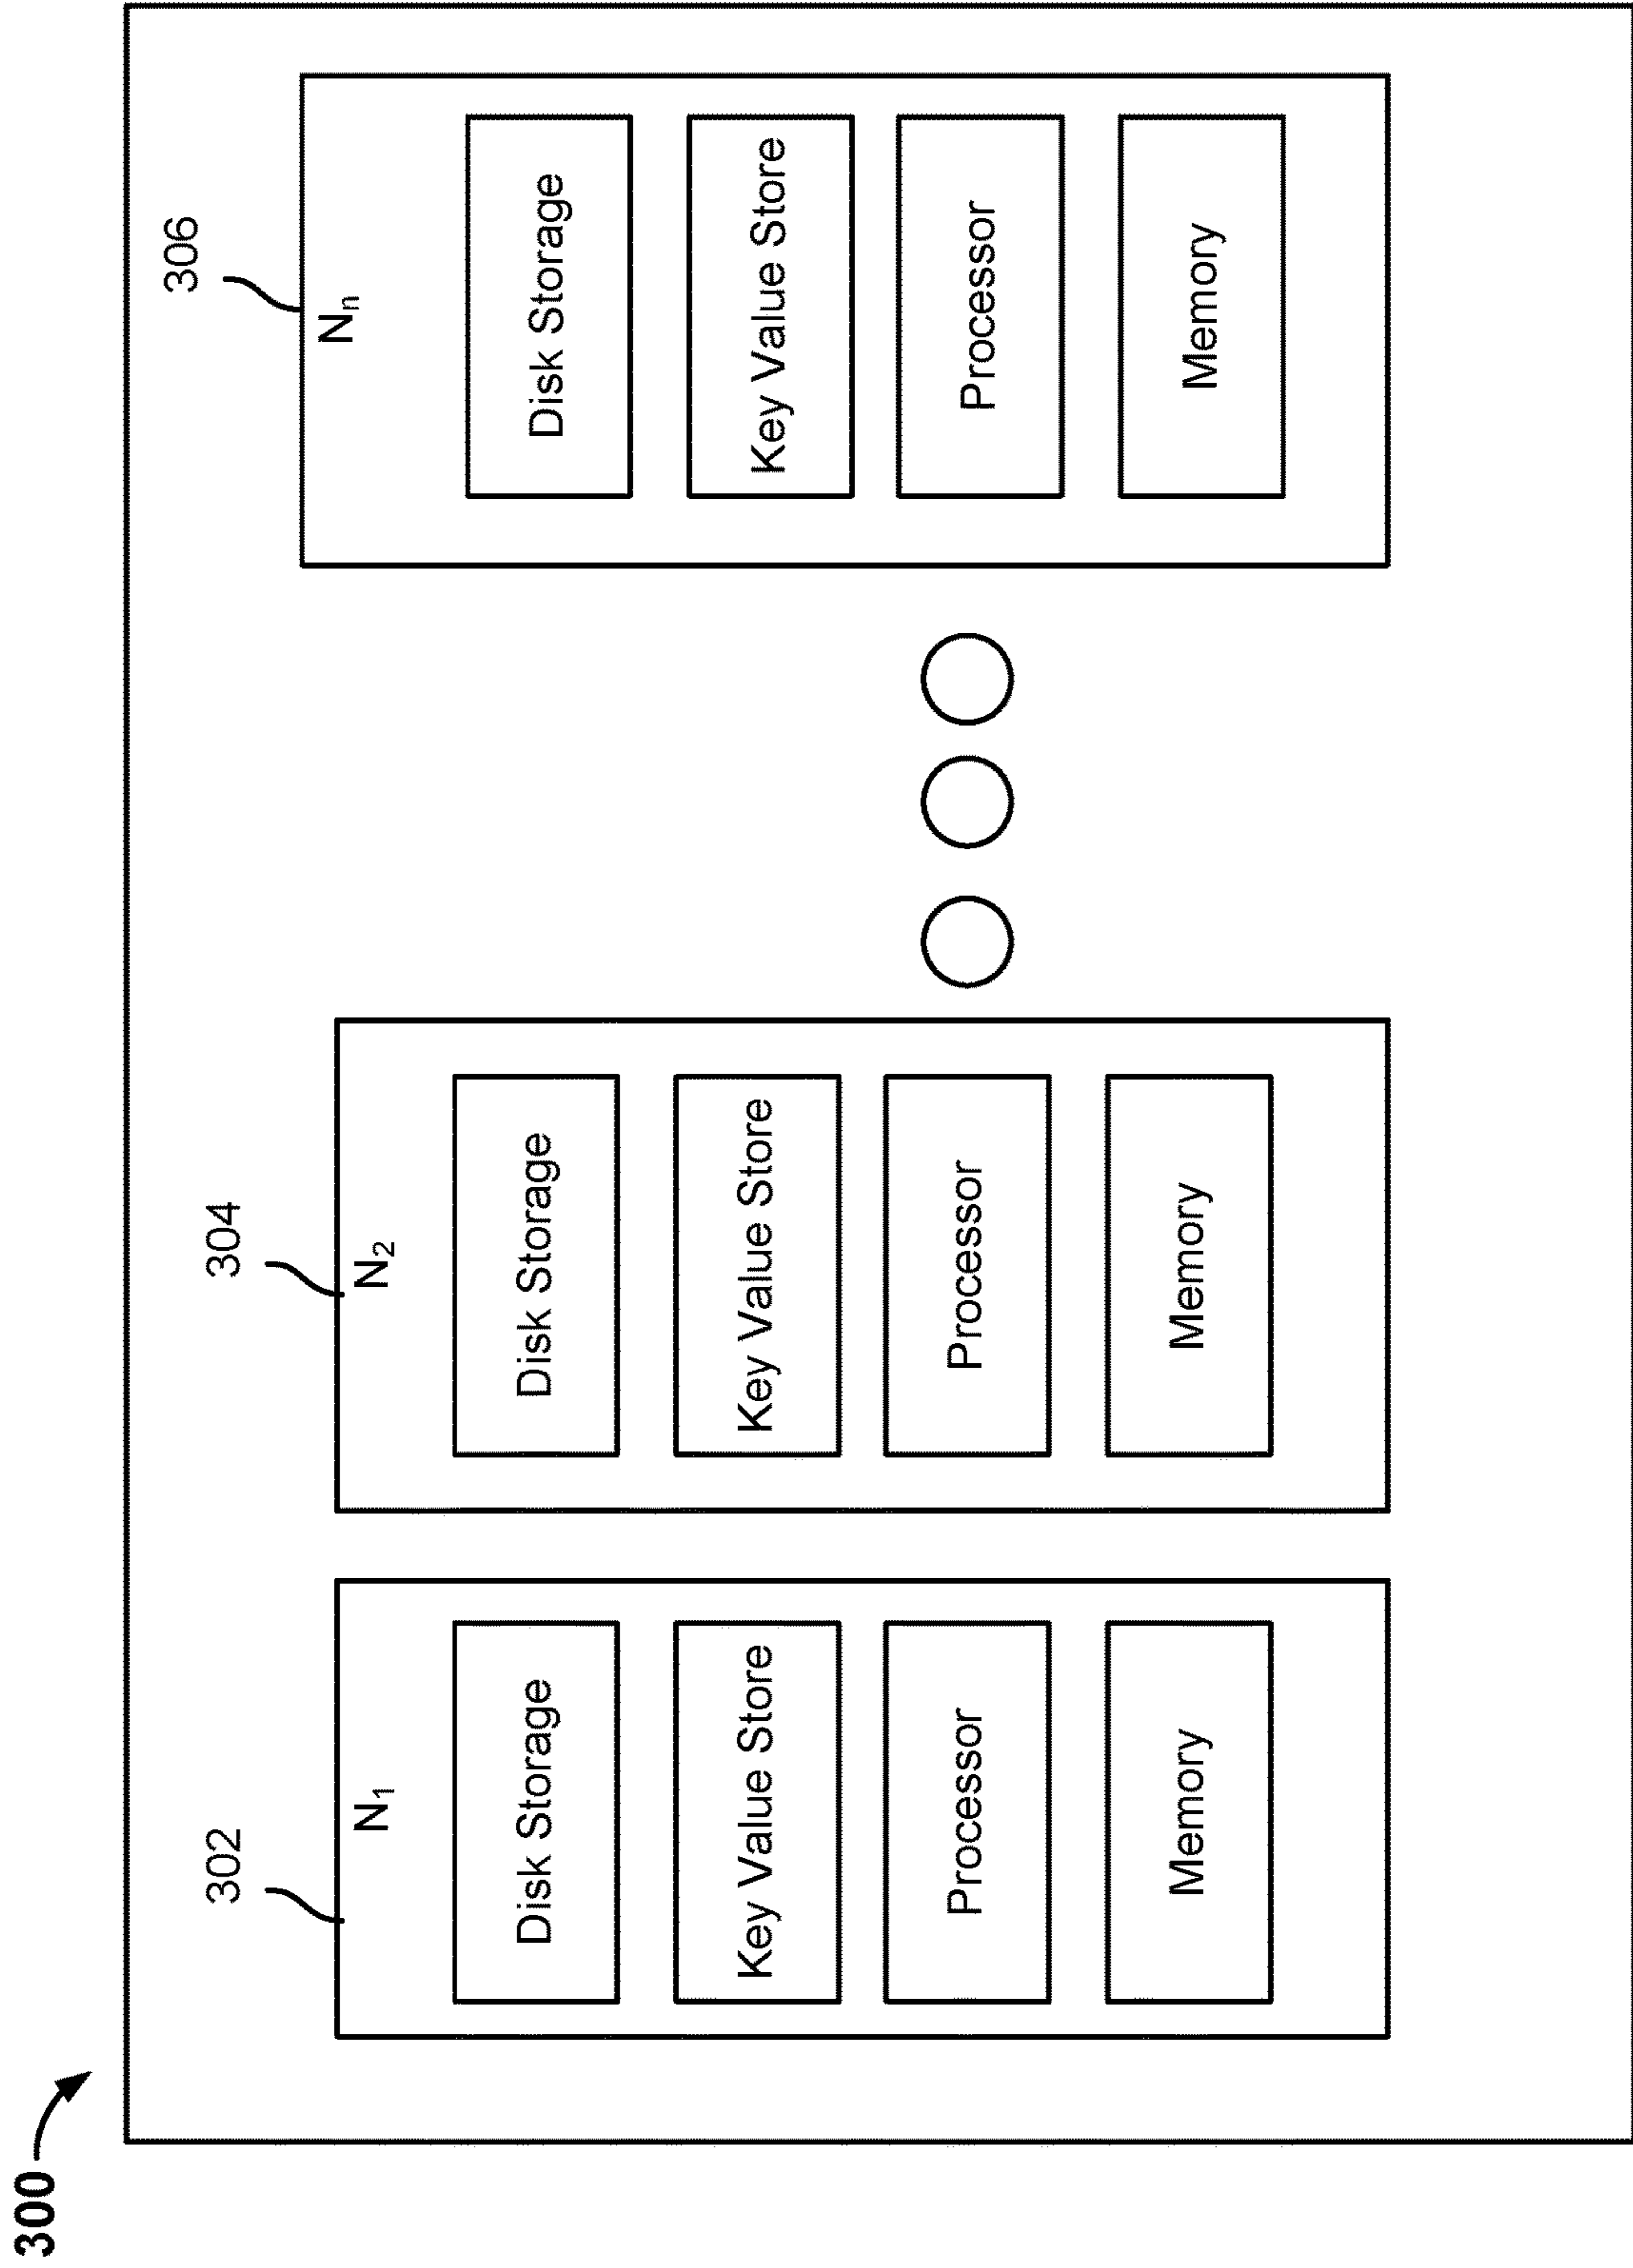 300
302
N1
Disk Storage
Key Value Store
Processor
Memory
304
N2
Disk Storage
Key Value Store
Processor
Memory
306
Nn
Disk Storage
Key Value Store
Processor
Memory